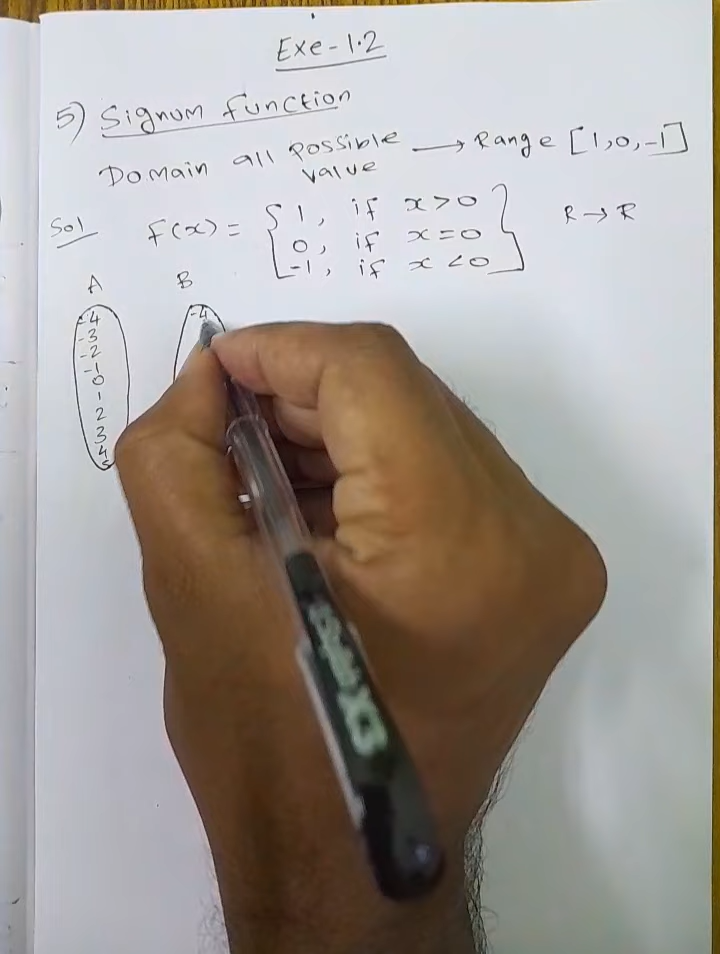 Exe-1.2
5) Signum function
Domain all possible value → Range [1,0,-1]
Sol f(x) = { 1, if x>0 R→R
0, if x=0
-1, if x<0 }
A B
-4 -4
-3
-2
-1
0
1
2
3
4
5